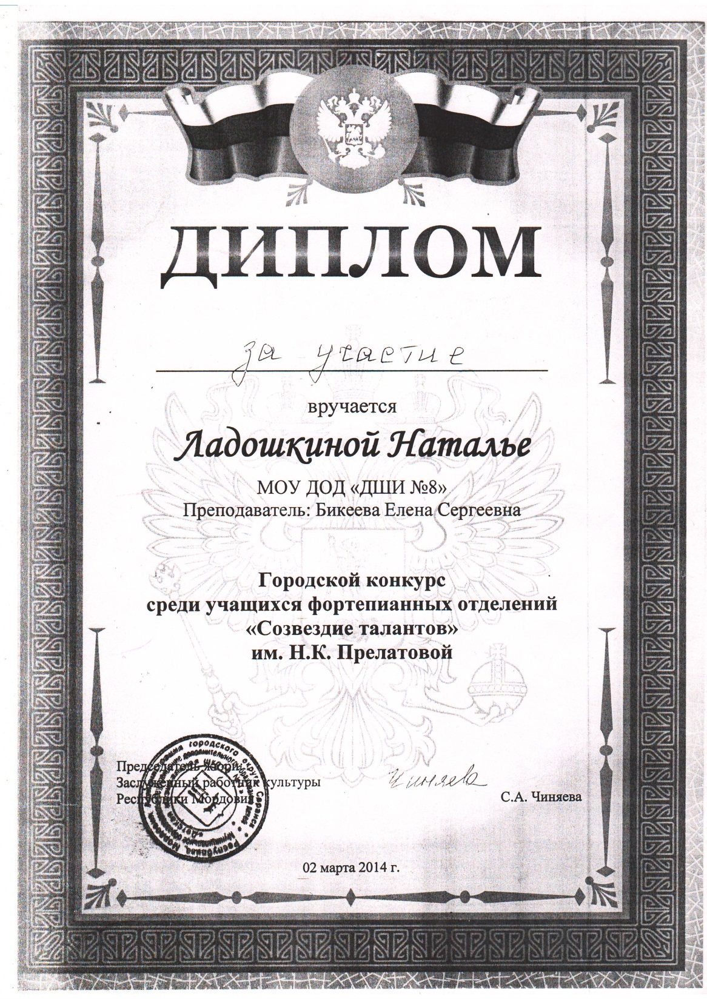 ДИПЛОМ
за участие
вручается
Ладошкиной Наталье
МОУ ДОД «ДШИ №8»
Преподаватель: Бикеева Елена Сергеевна
Городской конкурс
среди учащихся фортепианных отделений
«Созвездие талантов»
им. Н.К. Прелатовой
Председатель жюри:
Заслуженный работник культуры
Республики Мордовия
Чиняева
С.А. Чиняева
02 марта 2014 г.